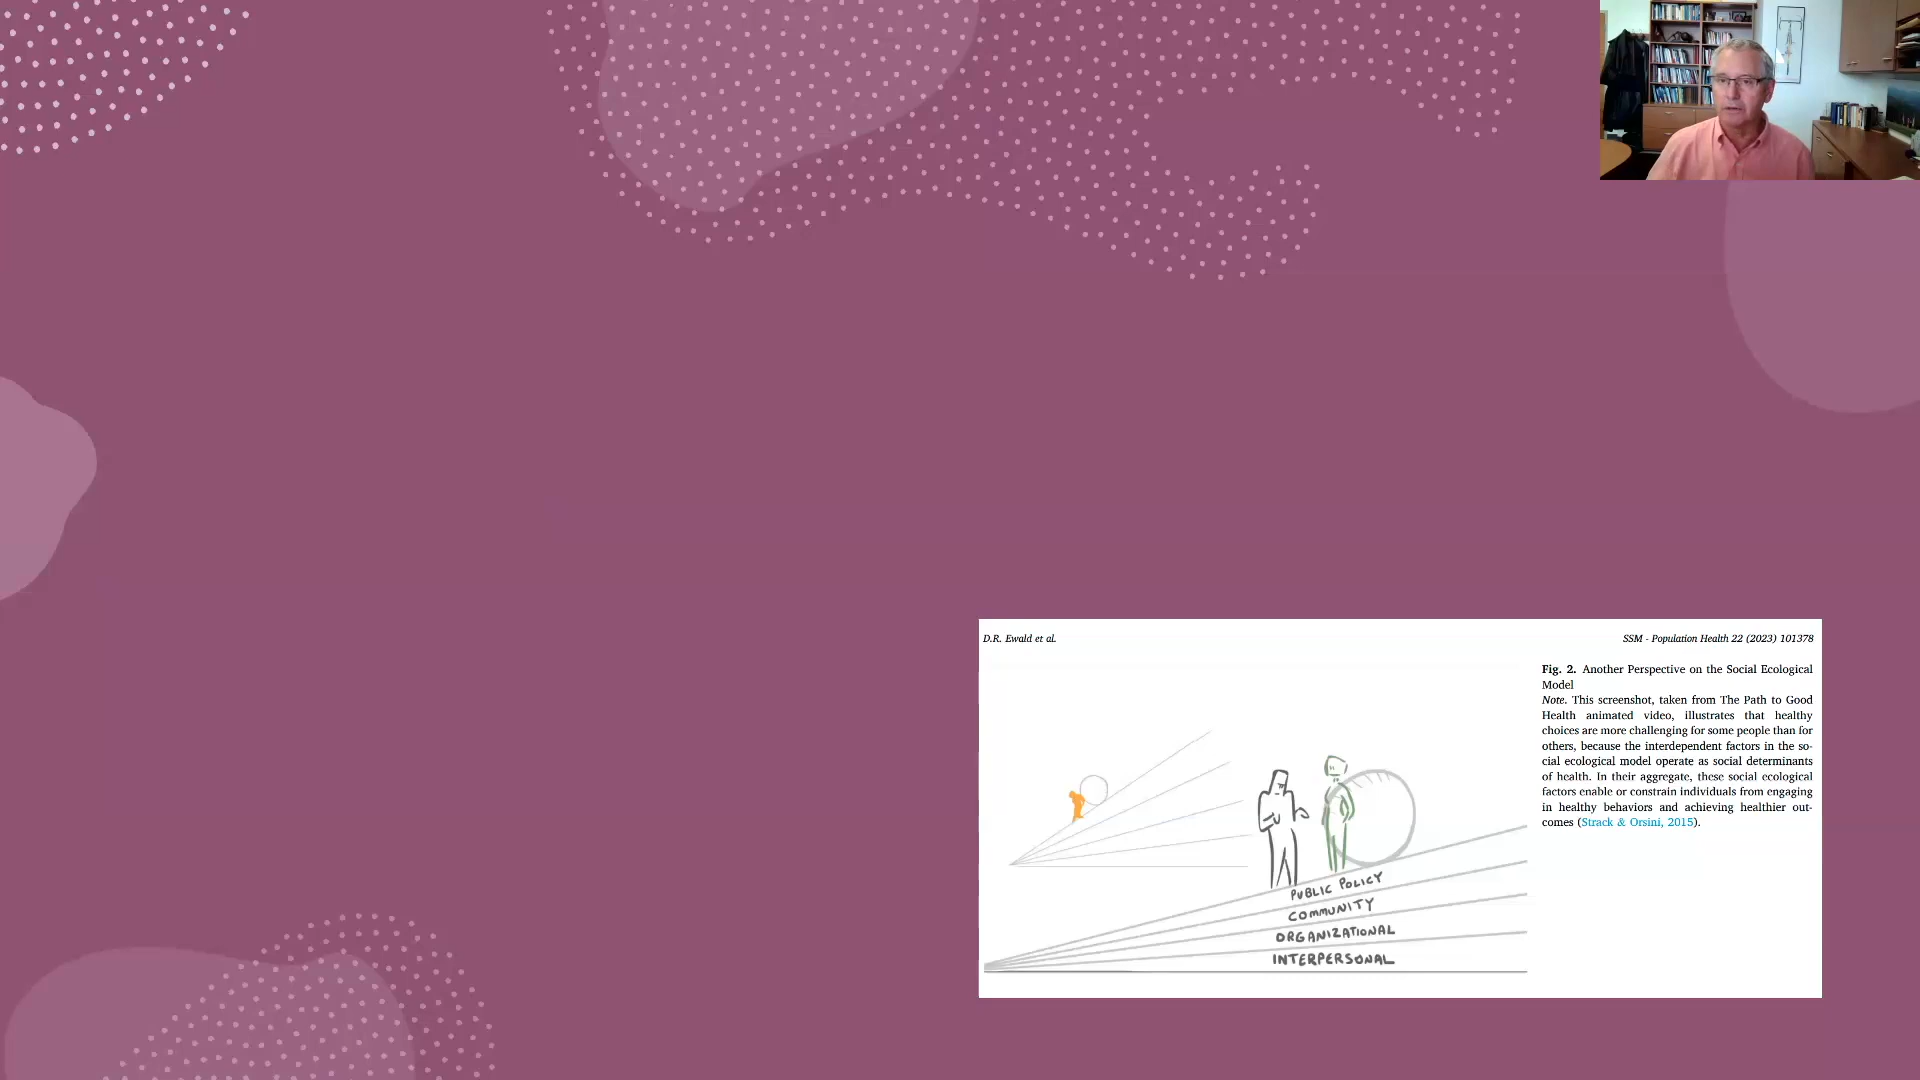 D.R. Ewald et al.
SSM - Population Health 22 (2023) 101378
Fig. 2. Another Perspective on the Social Ecological
Model
Note. This screenshot, taken from The Path to Good
Health animated video, illustrates that healthy
choices are more challenging for some people than for
others, because the interdependent factors in the so-
cial ecological model operate as social determinants
of health. In their aggregate, these social ecological
factors enable or constrain individuals from engaging
in healthy behaviors and achieving healthier out-
comes (Strack & Orsini, 2015).
PUBLIC POLICY
COMMUNITY
ORGANIZATIONAL
INTERPERSONAL